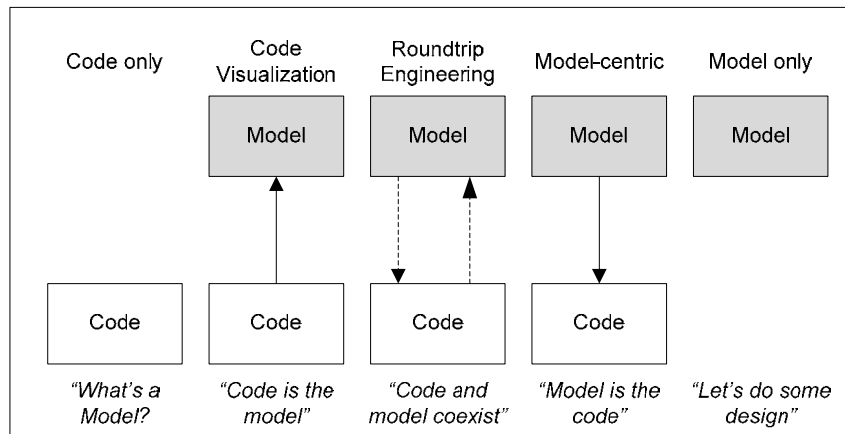 Code only
Code
Visualization
Roundtrip
Engineering
Model-centric
Model only
Model
Model
Model
Model
Code
Code
Code
Code
“What’s a
Model?
“Code is the
model”
“Code and
model coexist”
“Model is the
code”
“Let’s do some
design”